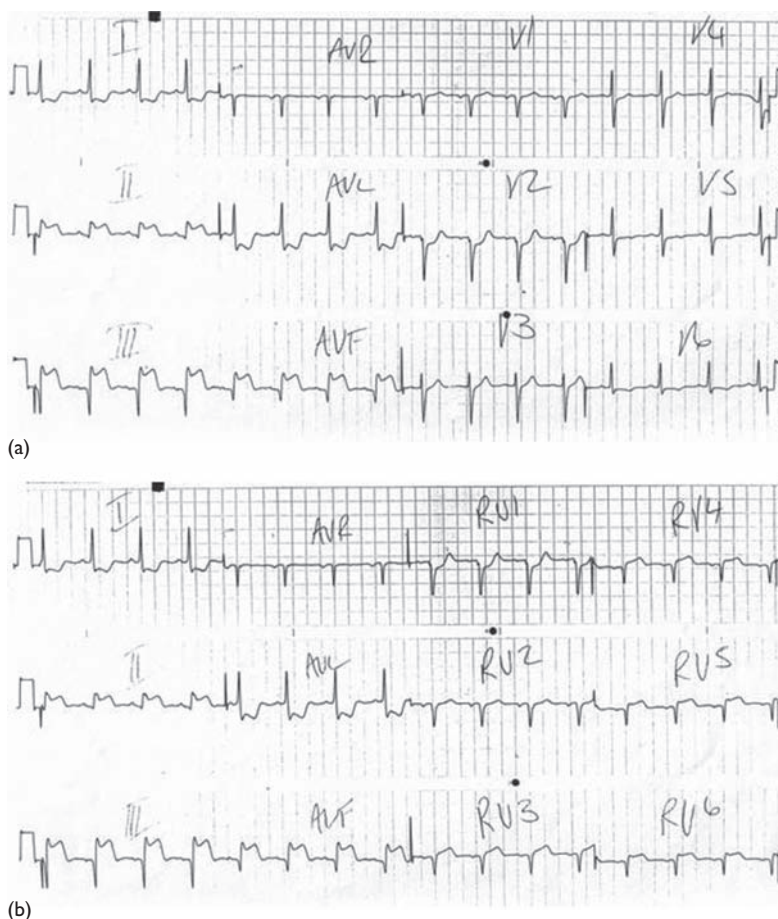 I AVR V1 V4
II AVL V2 V5
III AVF V3 V6
(a)
I AVR RV1 RV4
II AVL RV2 RV5
III AVF RV3 RV6
(b)